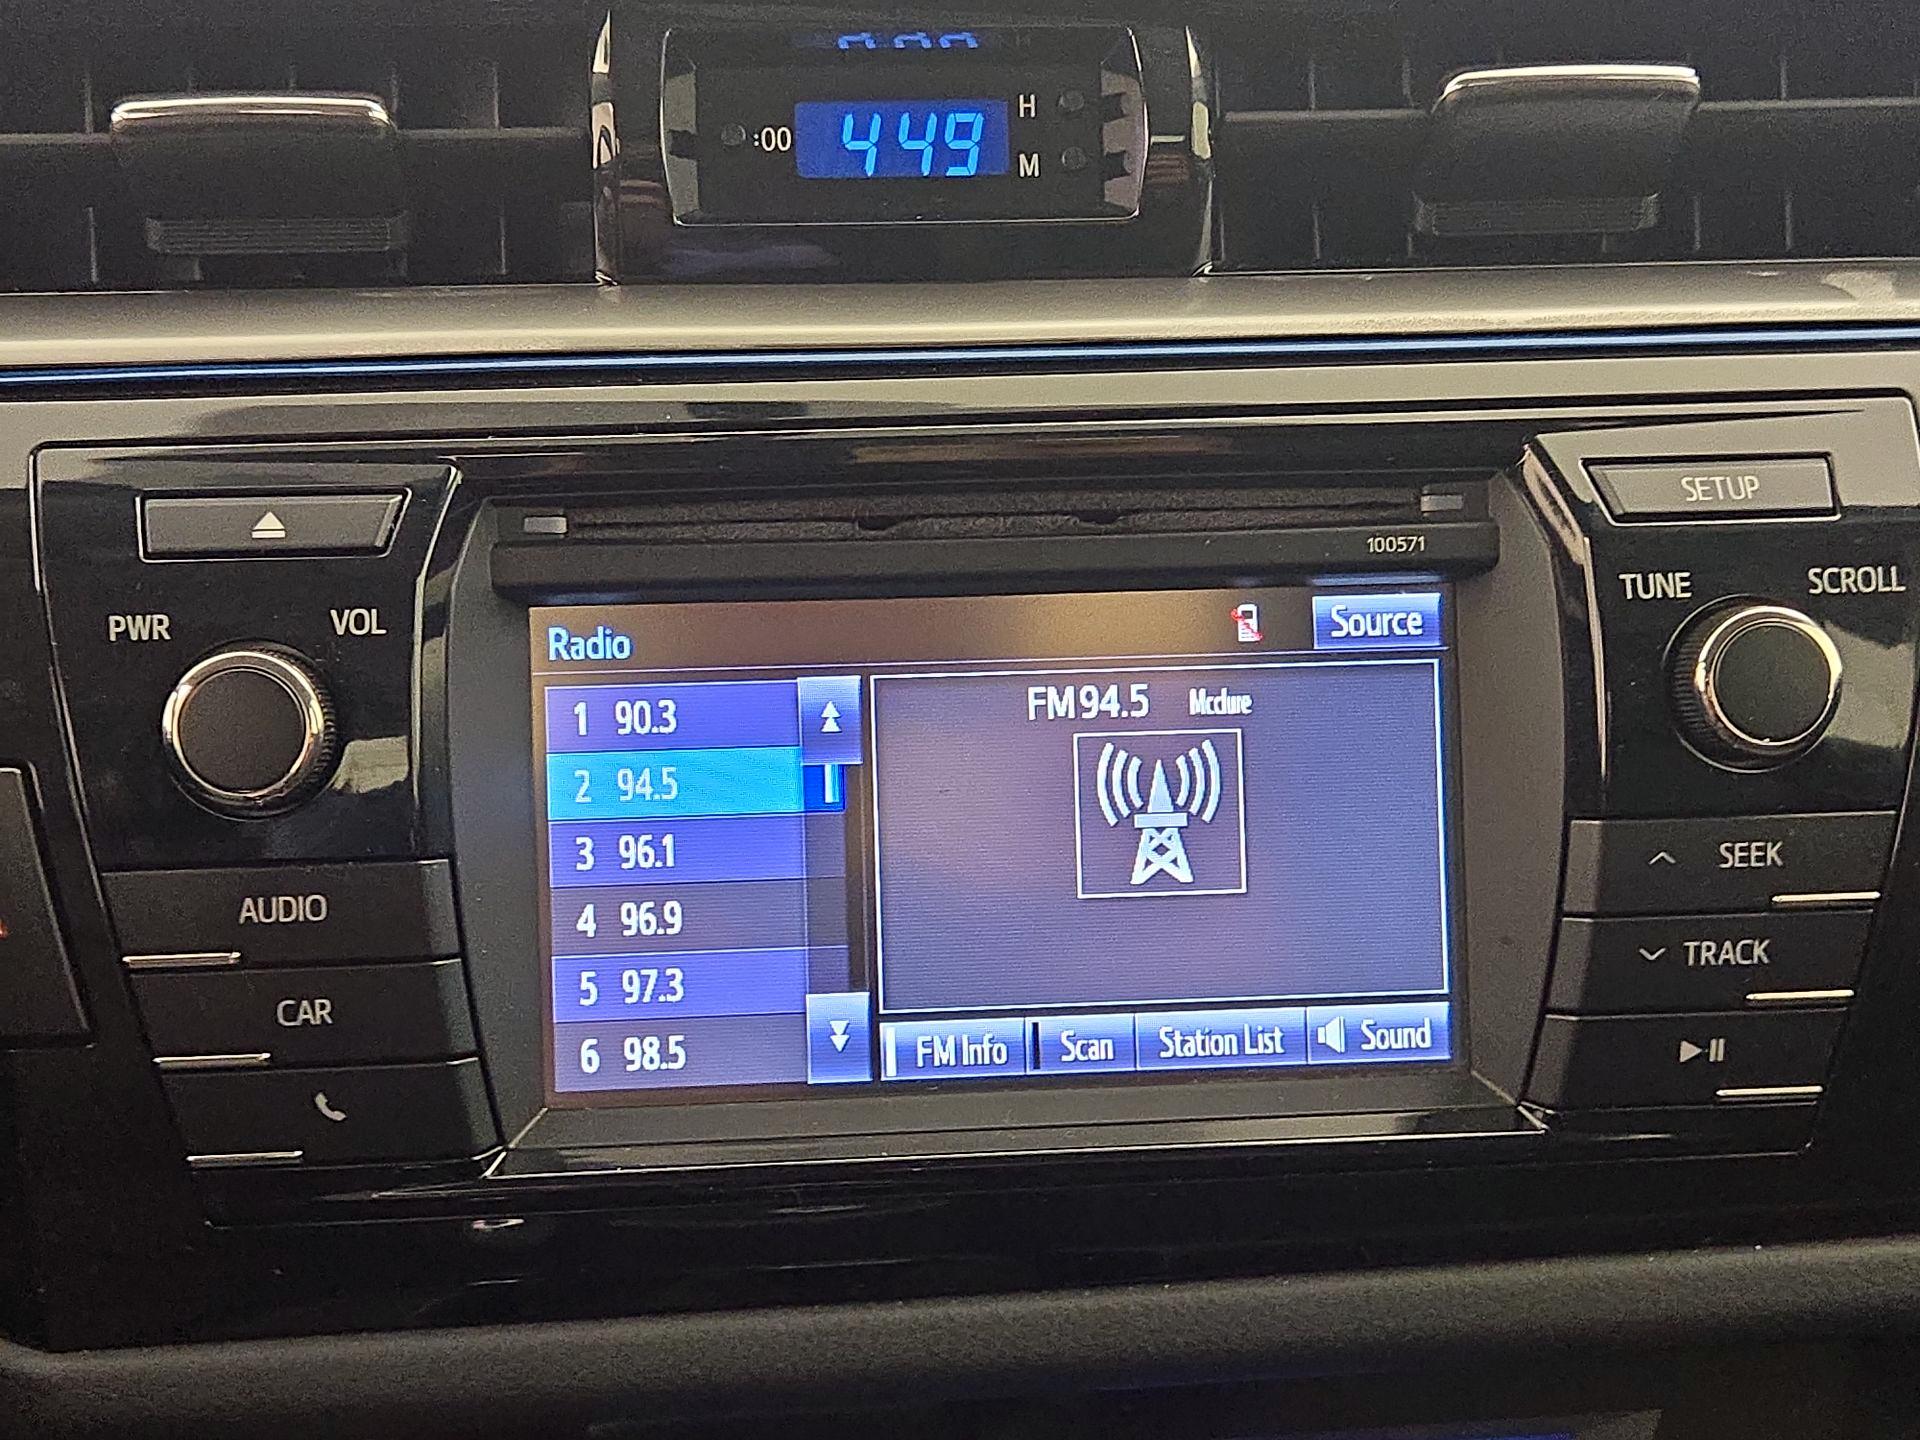 :00 449 H
M
SETUP
100571
PWR VOL
TUNE SCROLL
Radio Source
1 90.3
2 94.5
3 96.1
4 96.9
5 97.3
6 98.5
FM 94.5 Mcclure
FM Info Scan Station List Sound
AUDIO
CAR
SEEK
TRACK